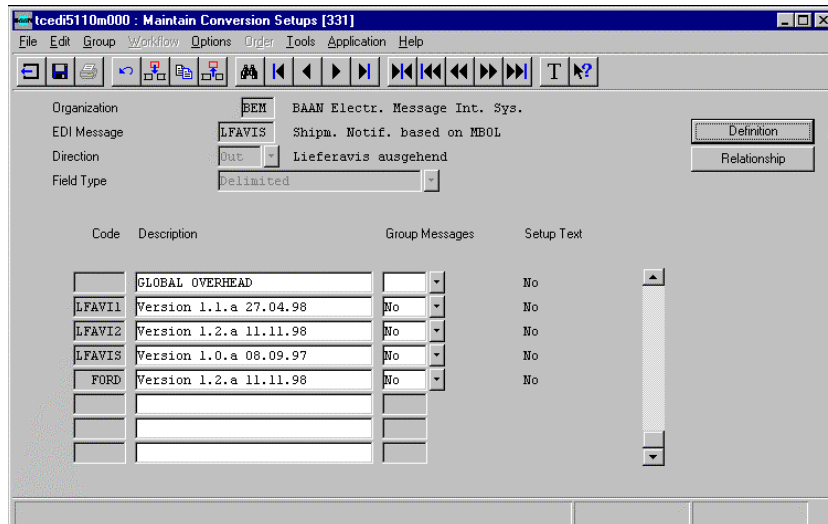 tcedi5110m000 : Maintain Conversion Setups [331]
File Edit Group Workflow Options Order Tools Application Help
T
Organization BEM BAAN Electr. Message Int. Sys.
EDI Message LFAVIS Shipm. Notif. based on MBOL Definition
Direction Out Lieferavis ausgehend Relationship
Field Type Delimited
Code Description Group Messages Setup Text
GLOBAL OVERHEAD No
LFAVI1 Version 1.1.a 27.04.98 No No
LFAVI2 Version 1.2.a 11.11.98 No No
LFAVIS Version 1.0.a 08.09.97 No No
FORD Version 1.2.a 11.11.98 No No